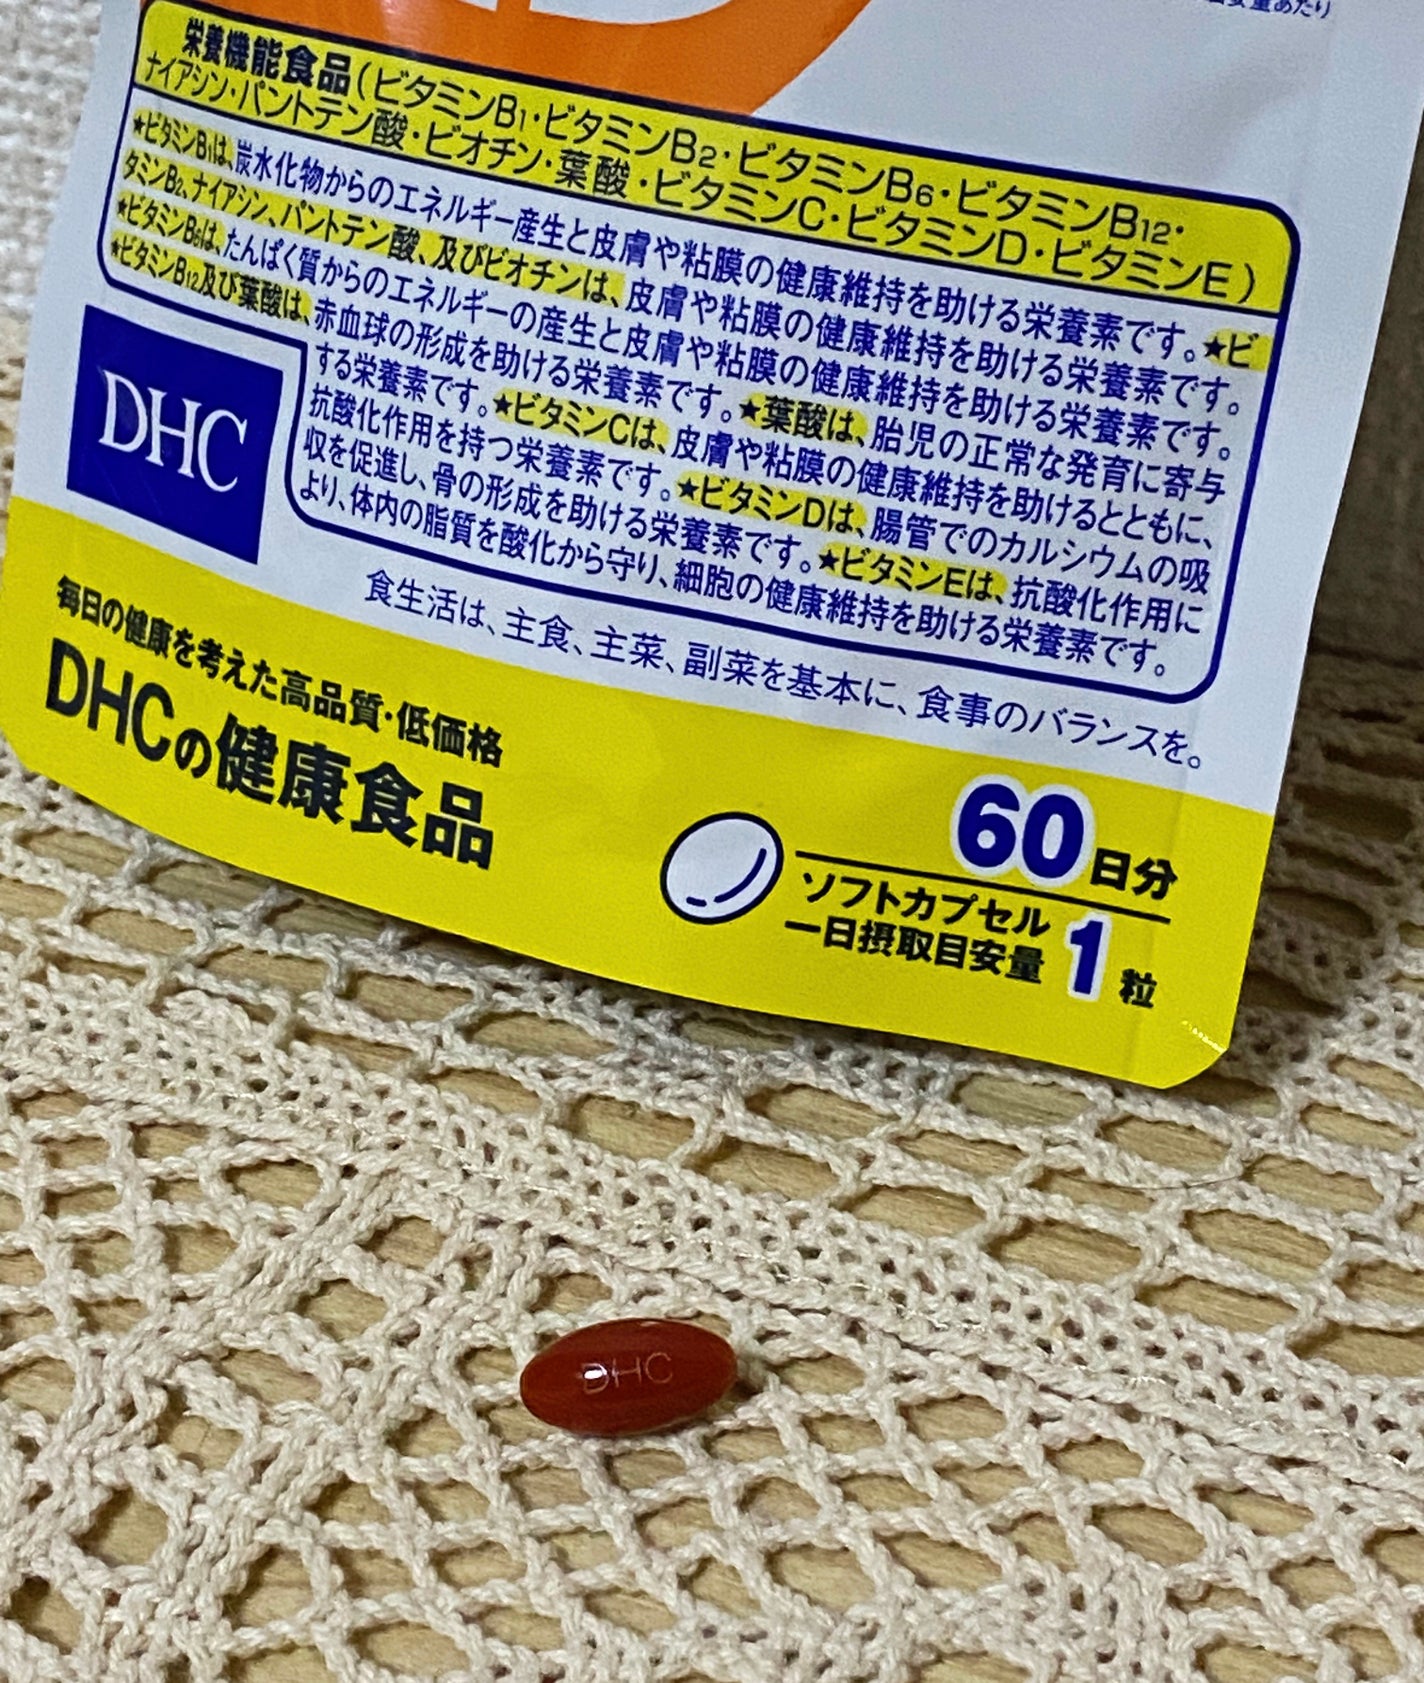 安量あたり
栄養機能食品(ビタミンB1・ビタミンB2・ビタミンB6・ビタミンB12・
ナイアシン・パントテン酸・ビオチン・葉酸・ビタミンC・ビタミンD・ビタミンE)
★ビタミンB1は、炭水化物からのエネルギー産生と皮膚や粘膜の健康維持を助ける栄養素です。★ビ
タミンB2、ナイアシン、パントテン酸、及びビオチンは、皮膚や粘膜の健康維持を助ける栄養素です。
★ビタミンB6は、たんぱく質からのエネルギーの産生と皮膚や粘膜の健康維持を助ける栄養素です。
★ビタミンB12及び葉酸は、赤血球の形成を助ける栄養素です。★葉酸は、胎児の正常な発育に寄与
する栄養素です。★ビタミンCは、皮膚や粘膜の健康維持を助けるとともに、
抗酸化作用を持つ栄養素です。★ビタミンDは、腸管でのカルシウムの吸
収を促進し、骨の形成を助ける栄養素です。★ビタミンEは、抗酸化作用に
より、体内の脂質を酸化から守り、細胞の健康維持を助ける栄養素です。
DHC
食生活は、主食、主菜、副菜を基本に、食事のバランスを。
毎日の健康を考えた高品質・低価格
DHCの健康食品
60日分
ソフトカプセル
一日摂取目安量 1粒
DHC